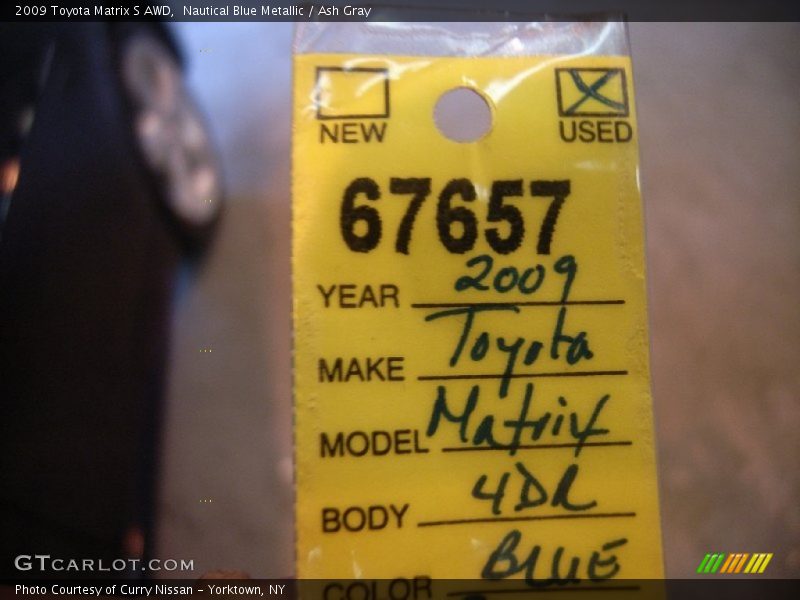 2009 Toyota Matrix S AWD,  Nautical Blue Metallic / Ash Gray
NEW USED
67657
YEAR 2009
MAKE Toyota
MODEL Matrix
BODY 4DR
COLOR BLUE
GTCARLOT.COM
Photo Courtesy of Curry Nissan - Yorktown, NY